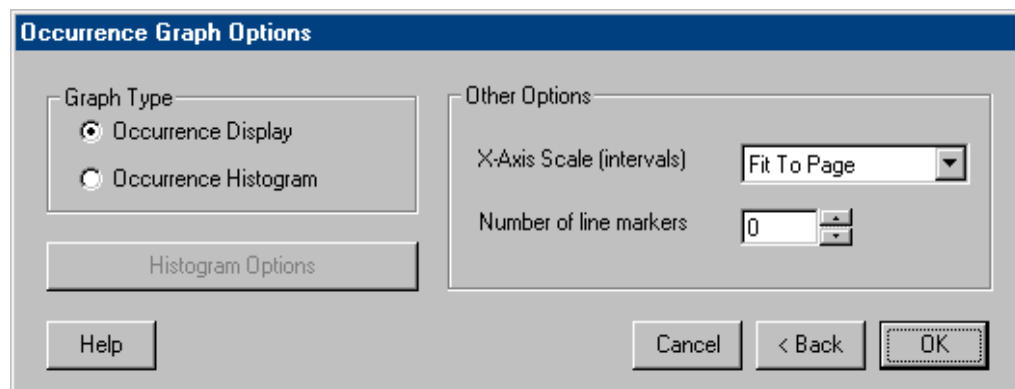 Occurrence Graph Options
Graph Type
Occurrence Display
Occurrence Histogram
Histogram Options
Other Options
X-Axis Scale (intervals)
Fit To Page
Number of line markers
0
Help
Cancel
< Back
OK